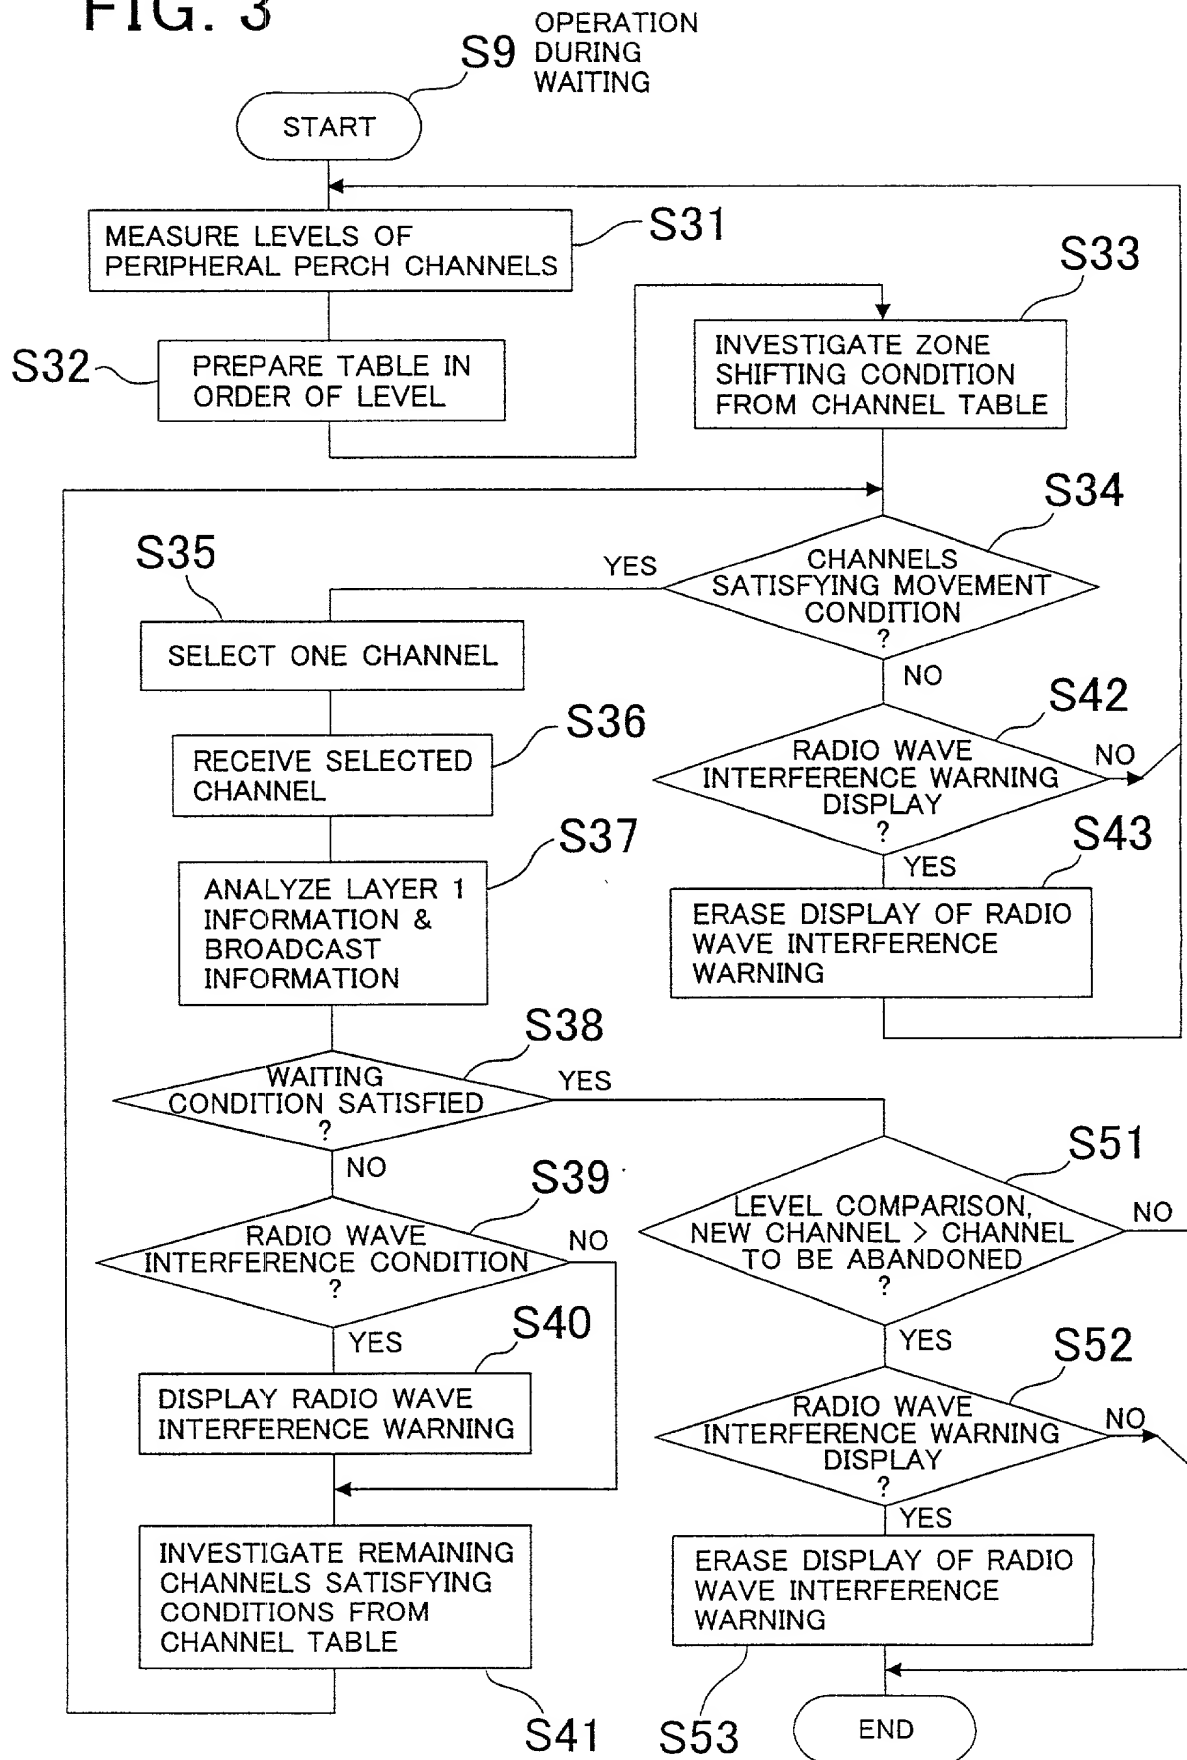 FIG. 3
S9
OPERATION
DURING
WAITING
START
MEASURE LEVELS OF
PERIPHERAL PERCH CHANNELS
S31
S32
PREPARE TABLE IN
ORDER OF LEVEL
S33
INVESTIGATE ZONE
SHIFTING CONDITION
FROM CHANNEL TABLE
S34
CHANNELS
SATISFYING MOVEMENT
CONDITION
?
YES
NO
S35
SELECT ONE CHANNEL
S36
RECEIVE SELECTED
CHANNEL
S42
RADIO WAVE
INTERFERENCE WARNING
DISPLAY
?
NO
YES
S43
ERASE DISPLAY OF RADIO
WAVE INTERFERENCE
WARNING
S37
ANALYZE LAYER 1
INFORMATION &
BROADCAST
INFORMATION
S38
WAITING
CONDITION SATISFIED
?
YES
NO
S39
RADIO WAVE
INTERFERENCE CONDITION
?
NO
YES
S40
DISPLAY RADIO WAVE
INTERFERENCE WARNING
INVESTIGATE REMAINING
CHANNELS SATISFYING
CONDITIONS FROM
CHANNEL TABLE
S41
S51
LEVEL COMPARISON,
NEW CHANNEL > CHANNEL
TO BE ABANDONED
?
NO
YES
S52
RADIO WAVE
INTERFERENCE WARNING
DISPLAY
?
NO
YES
ERASE DISPLAY OF RADIO
WAVE INTERFERENCE
WARNING
S53
END